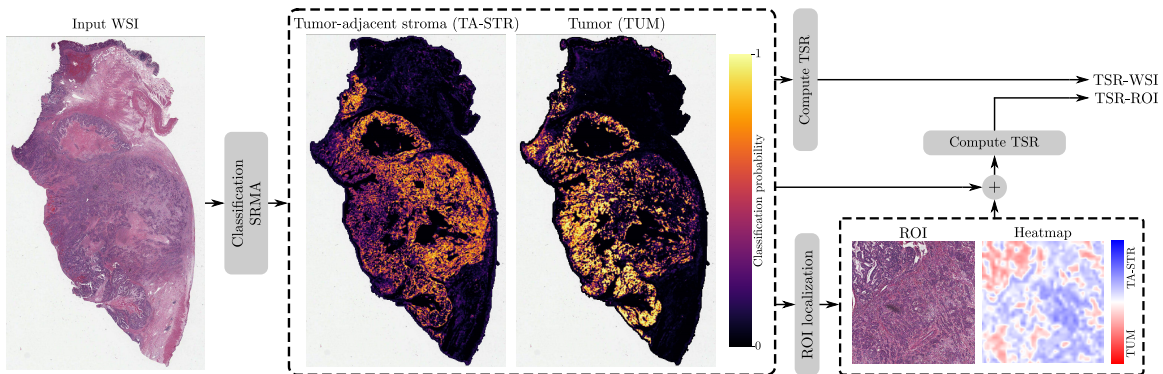 Input WSI
Classification
SRMA
Tumor-adjacent stroma (TA-STR)
Tumor (TUM)
1
Classification probability
0
Compute TSR
TSR-WSI
TSR-ROI
Compute TSR
+
ROI localization
ROI
Heatmap
TA-STR
TUM